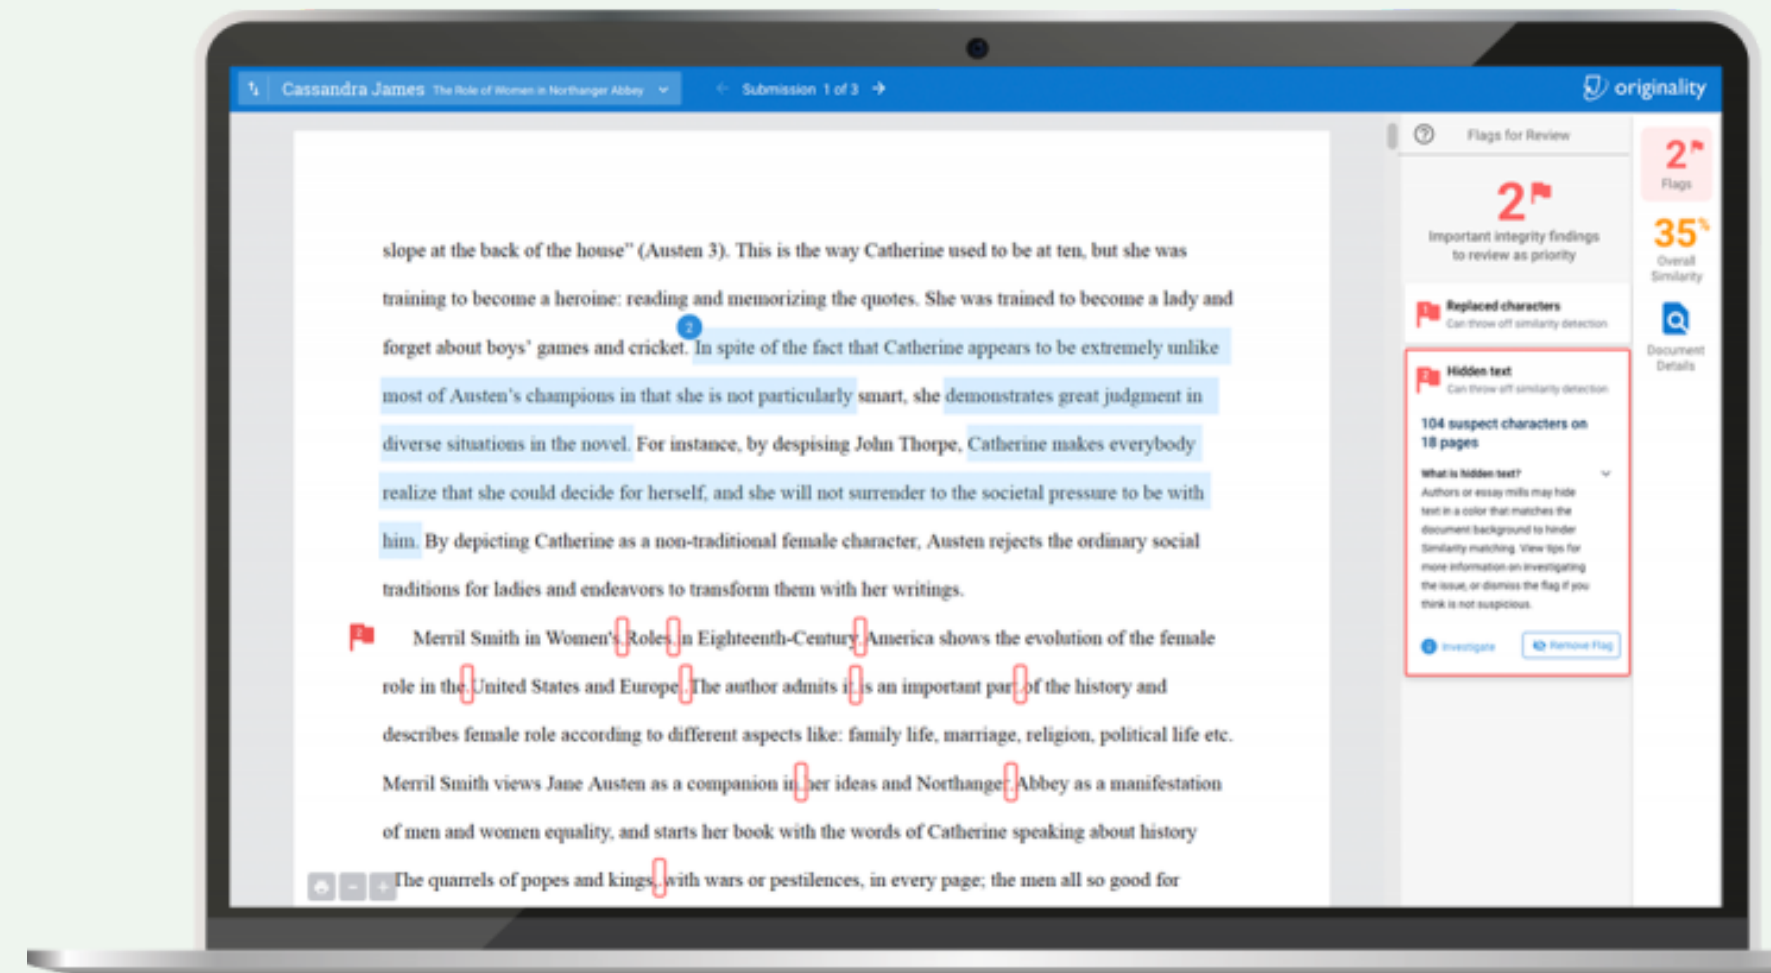 Cassandra James The Role of Women in Northanger Abbey
Submission 1 of 3
originality
slope at the back of the house” (Austen 3). This is the way Catherine used to be at ten, but she was
training to become a heroine: reading and memorizing the quotes. She was trained to become a lady and
2
forget about boys’ games and cricket. In spite of the fact that Catherine appears to be extremely unlike
most of Austen’s champions in that she is not particularly smart, she demonstrates great judgment in
diverse situations in the novel. For instance, by despising John Thorpe, Catherine makes everybody
realize that she could decide for herself, and she will not surrender to the societal pressure to be with
him. By depicting Catherine as a non-traditional female character, Austen rejects the ordinary social
traditions for ladies and endeavors to transform them with her writings.
2
Merril Smith in Women's.Roles.in Eighteenth-Century.America shows the evolution of the female
role in the.United States and Europe..The author admits it.is an important part.of the history and
describes female role according to different aspects like: family life, marriage, religion, political life etc.
Merril Smith views Jane Austen as a companion in.her ideas and Northanger.Abbey as a manifestation
of men and women equality, and starts her book with the words of Catherine speaking about history
The quarrels of popes and kings,.with wars or pestilences, in every page; the men all so good for
Flags for Review
2
Important integrity findings
to review as priority
1
Replaced characters
Can throw off similarity detection
2
Hidden text
Can throw off similarity detection
104 suspect characters on
18 pages
What is hidden text?
Authors or essay mills may hide
text in a color that matches the
document background to hinder
Similarity matching. View tips for
more information on investigating
the issue, or dismiss the flag if you
think is not suspicious.
Investigate
Remove Flag
2
Flags
35%
Overall
Similarity
Document
Details